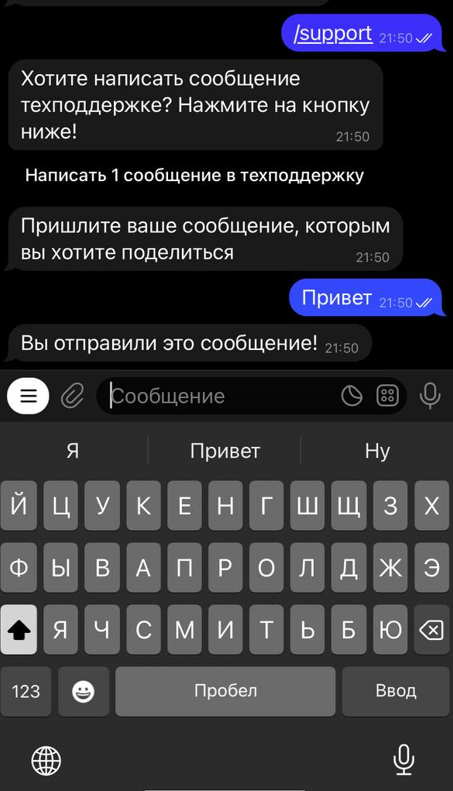 /support 21:50
Хотите написать сообщение
техподдержке? Нажмите на кнопку
ниже! 21:50
Написать 1 сообщение в техподдержку
Пришлите ваше сообщение, которым
вы хотите поделиться 21:50
Привет 21:50
Вы отправили это сообщение! 21:50
Сообщение
Я Привет Ну
Й Ц У К Е Н Г Ш Щ З Х
Ф Ы В А П Р О Л Д Ж Э
Я Ч С М И Т Ь Б Ю
123 Пробел Ввод